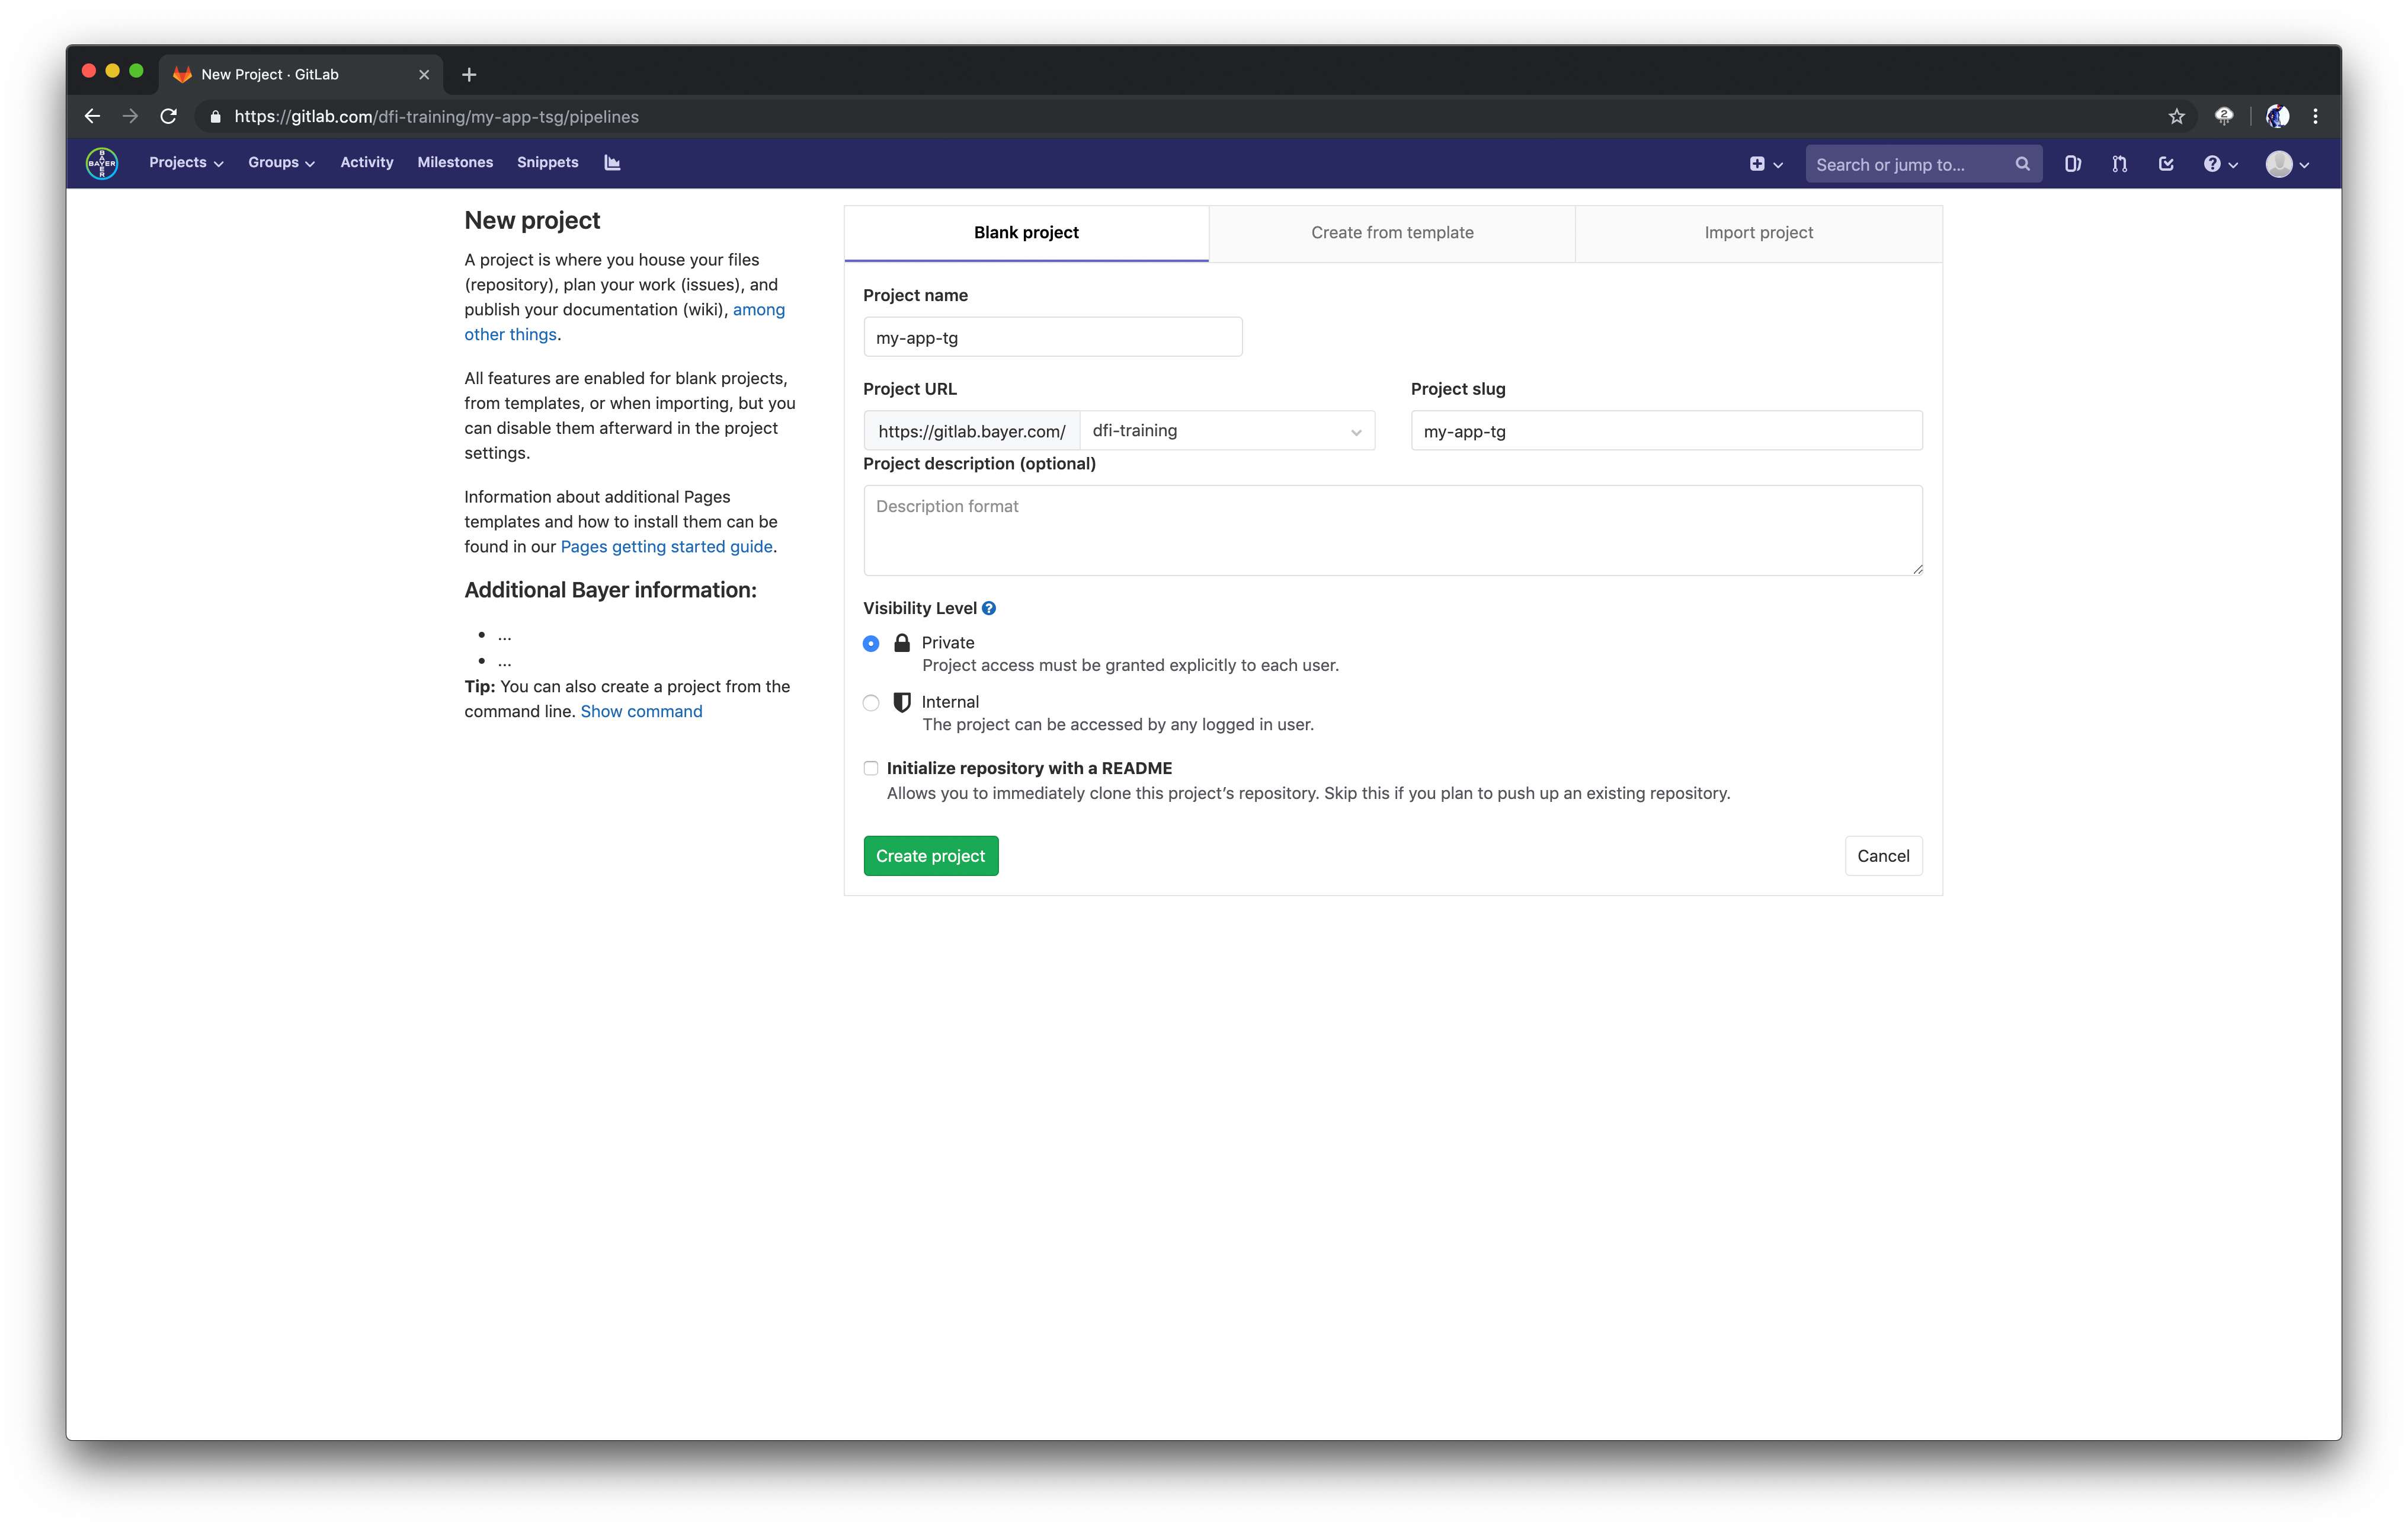 New Project · GitLab
https://gitlab.com/dfi-training/my-app-tsg/pipelines
2
BAYER
BAYER
Projects
Groups
Activity
Milestones
Snippets
Search or jump to...
New project
A project is where you house your files
(repository), plan your work (issues), and
publish your documentation (wiki), among
other things.
All features are enabled for blank projects,
from templates, or when importing, but you
can disable them afterward in the project
settings.
Information about additional Pages
templates and how to install them can be
found in our Pages getting started guide.
Additional Bayer information:
• ...
• ...
Tip: You can also create a project from the
command line. Show command
Blank project
Create from template
Import project
Project name
my-app-tg
Project URL
https://gitlab.bayer.com/
dfi-training
Project slug
my-app-tg
Project description (optional)
Description format
Visibility Level
Private
Project access must be granted explicitly to each user.
Internal
The project can be accessed by any logged in user.
Initialize repository with a README
Allows you to immediately clone this project’s repository. Skip this if you plan to push up an existing repository.
Create project
Cancel